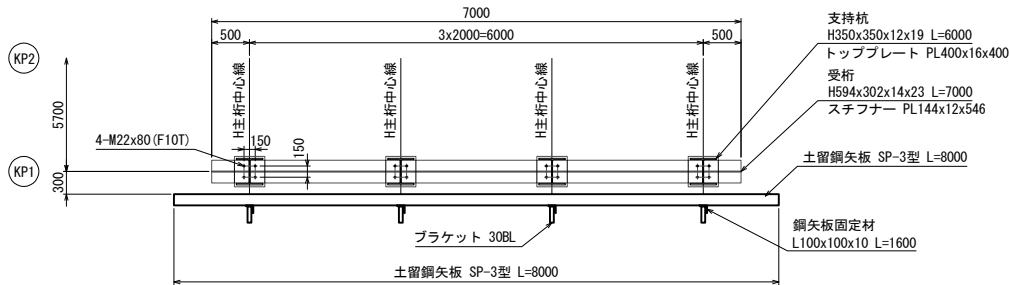 7000
500
3x2000=6000
500
支持杭
H350x350x12x19 L=6000
トッププレート PL400x16x400
受桁
H594x302x14x23 L=7000
スチフナー PL144x12x546
KP2
5700
H主桁中心線
H主桁中心線
H主桁中心線
H主桁中心線
4-M22x80(F10T)
150
150
土留鋼矢板 SP-3型 L=8000
KP1
300
ブラケット 30BL
鋼矢板固定材
L100x100x10 L=1600
土留鋼矢板 SP-3型 L=8000